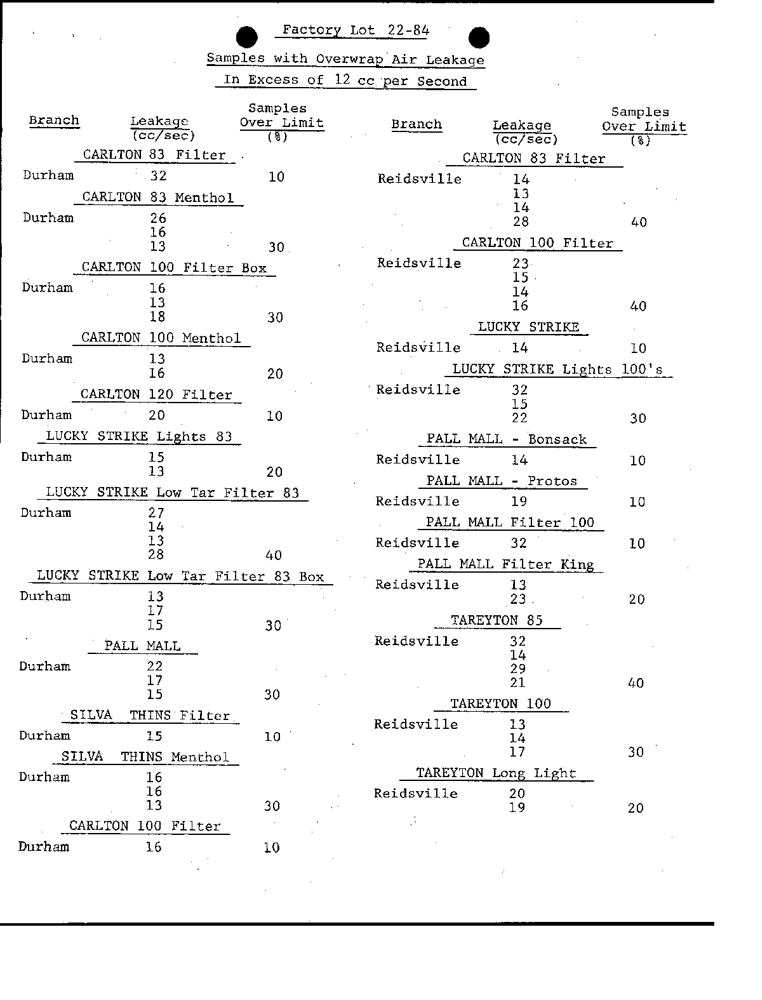 Factory Lot 22-84
Samples with Overwrap Air Leakage
In Excess of 12 cc per Second
Samples
Branch Leakage Over Limit
(cc/sec) (%)
CARLTON 83 Filter
Durham 32 10
CARLTON 83 Menthol
Durham 26
16
13 30
CARLTON 100 Filter Box
Durham 16
13
18 30
CARLTON 100 Menthol
Durham 13
16 20
CARLTON 120 Filter
Durham 20 10
LUCKY STRIKE Lights 83
Durham 15
13 20
LUCKY STRIKE Low Tar Filter 83
Durham 27
14
13
28 40
LUCKY STRIKE Low Tar Filter 83 Box
Durham 13
17
15 30
PALL MALL
Durham 22
17
15 30
SILVA THINS Filter
Durham 15 10
SILVA THINS Menthol
Durham 16
16
13 30
CARLTON 100 Filter
Durham 16 10
Samples
Branch Leakage Over Limit
(cc/sec) (%)
CARLTON 83 Filter
Reidsville 14
13
14
28 40
CARLTON 100 Filter
Reidsville 23
15
14
16 40
LUCKY STRIKE
Reidsville 14 10
LUCKY STRIKE Lights 100's
Reidsville 32
15
22 30
PALL MALL - Bonsack
Reidsville 14 10
PALL MALL - Protos
Reidsville 19 10
PALL MALL Filter 100
Reidsville 32 10
PALL MALL Filter King
Reidsville 13
23 20
TAREYTON 85
Reidsville 32
14
29
21 40
TAREYTON 100
Reidsville 13
14
17 30
TAREYTON Long Light
Reidsville 20
19 20